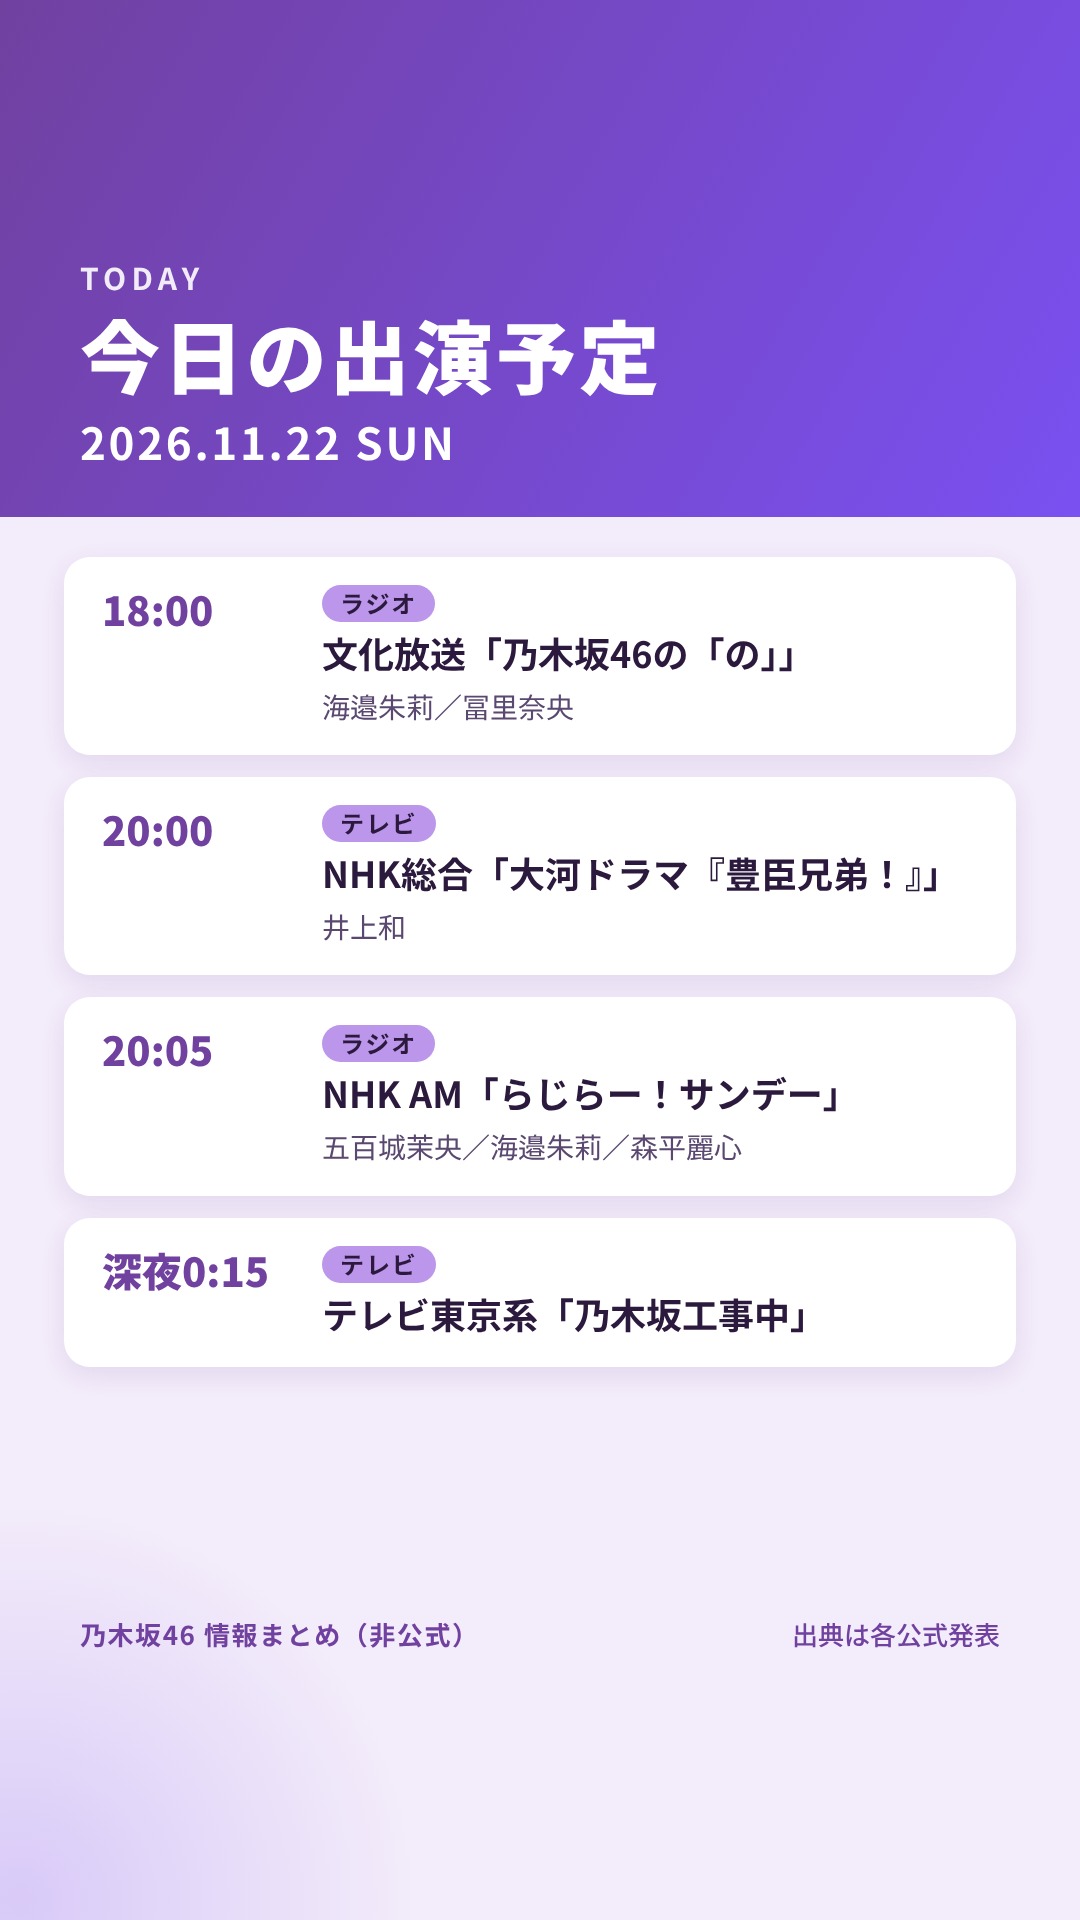 TODAY
今日の出演予定
2026.11.22 SUN
18:00
ラジオ
文化放送「乃木坂46の「の」」
海邉朱莉／冨里奈央
20:00
テレビ
NHK総合「大河ドラマ『豊臣兄弟！』」
井上和
20:05
ラジオ
NHK AM「らじらー！サンデー」
五百城茉央／海邉朱莉／森平麗心
深夜0:15
テレビ
テレビ東京系「乃木坂工事中」
乃木坂46 情報まとめ（非公式）
出典は各公式発表